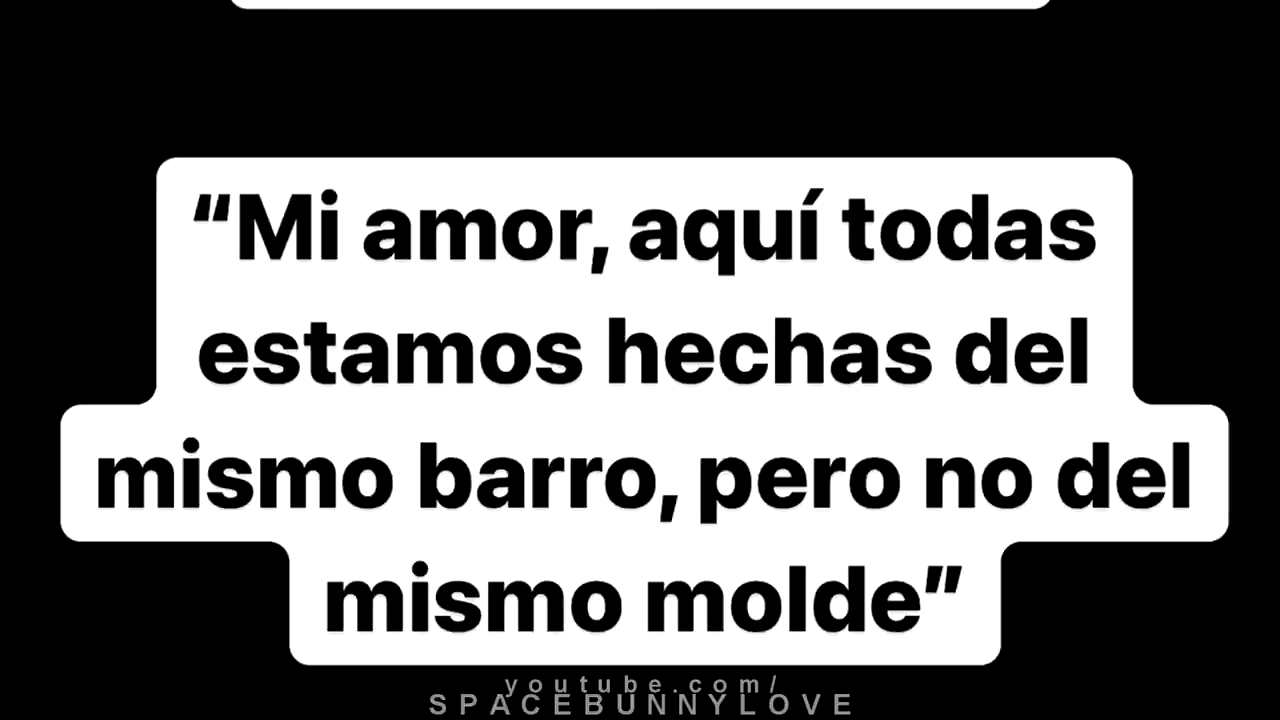 “Mi amor, aquí todas
estamos hechas del
mismo barro, pero no del
mismo molde”
youtube.com/
SPACEBUNNYLOVE